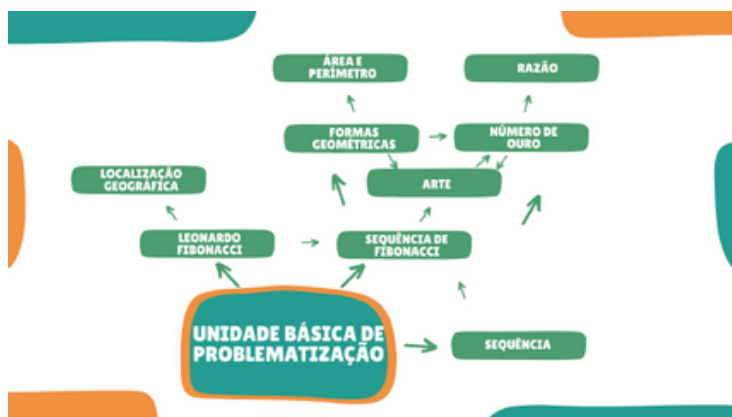 ÁREA E
PERÍMETRO
RAZÃO
FORMAS
GEOMÉTRICAS
NÚMERO DE
OURO
LOCALIZAÇÃO
GEOGRÁFICA
ARTE
LEONARDO
FIBONACCI
SEQUÊNCIA DE
FIBONACCI
UNIDADE BÁSICA DE
PROBLEMATIZAÇÃO
SEQUÊNCIA